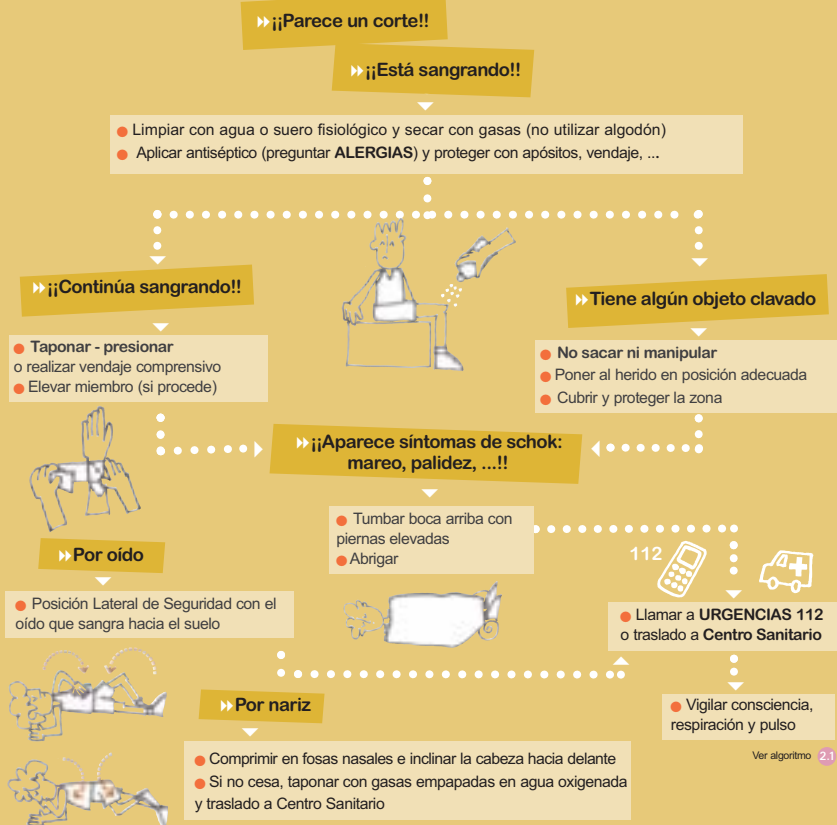 ¡¡Parece un corte!!
¡¡Está sangrando!!
Limpiar con agua o suero fisiológico y secar con gasas (no utilizar algodón)
Aplicar antiséptico (preguntar ALERGIAS) y proteger con apósitos, vendaje, ...
¡¡Continúa sangrando!!
Taponar - presionar
o realizar vendaje comprensivo
Elevar miembro (si procede)
Tiene algún objeto clavado
No sacar ni manipular
Poner al herido en posición adecuada
Cubrir y proteger la zona
¡¡Aparece síntomas de schok:
mareo, palidez, ...!!
Tumbar boca arriba con
piernas elevadas
Abrigar
112
Llamar a URGENCIAS 112
o traslado a Centro Sanitario
Vigilar consciencia,
respiración y pulso
Ver algoritmo 2.1
Por oído
Posición Lateral de Seguridad con el
oído que sangra hacia el suelo
Por nariz
Comprimir en fosas nasales e inclinar la cabeza hacia delante
Si no cesa, taponar con gasas empapadas en agua oxigenada
y traslado a Centro Sanitario